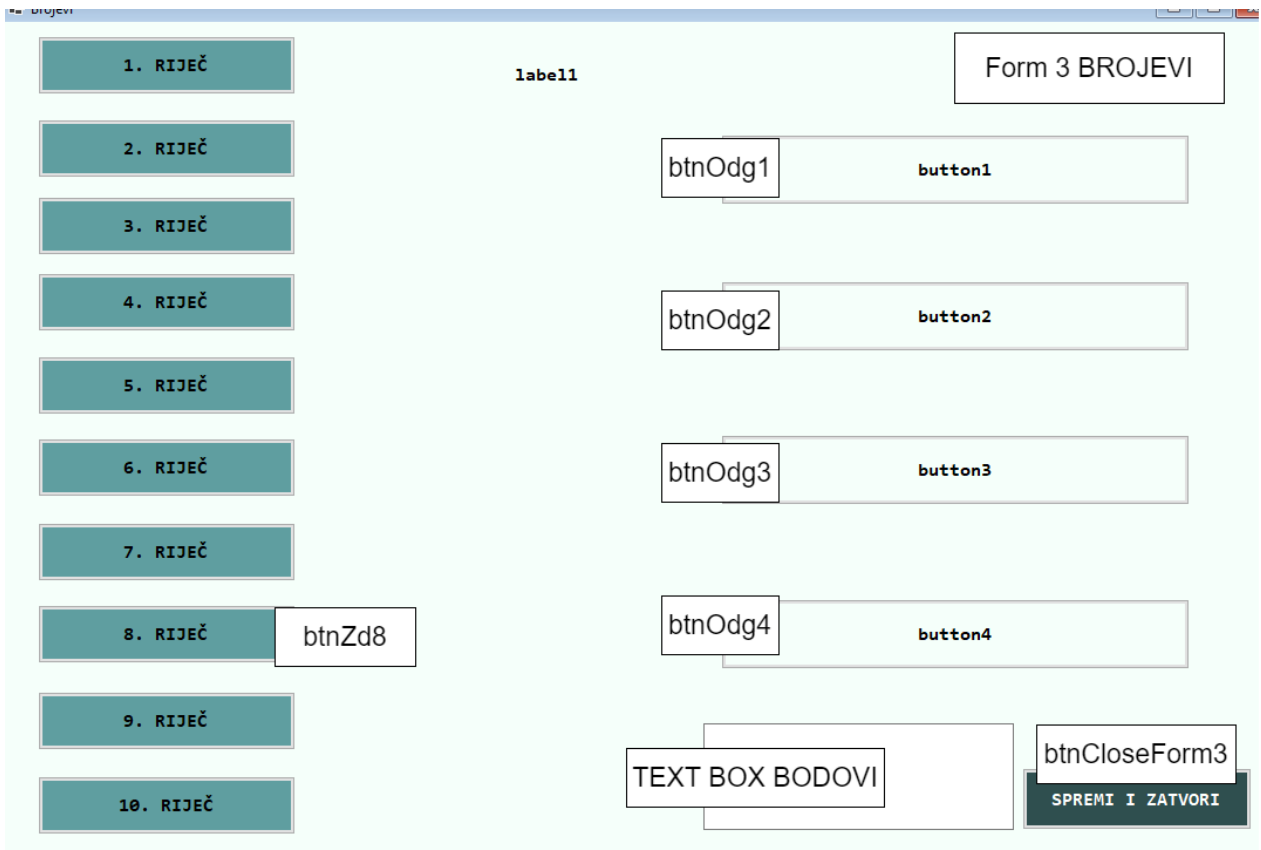 Brojevi
1. RIJEČ
label1
Form 3 BROJEVI
2. RIJEČ
btnOdg1
button1
3. RIJEČ
4. RIJEČ
btnOdg2
button2
5. RIJEČ
6. RIJEČ
btnOdg3
button3
7. RIJEČ
8. RIJEČ
btnZd8
btnOdg4
button4
9. RIJEČ
TEXT BOX BODOVI
btnCloseForm3
10. RIJEČ
SPREMI I ZATVORI